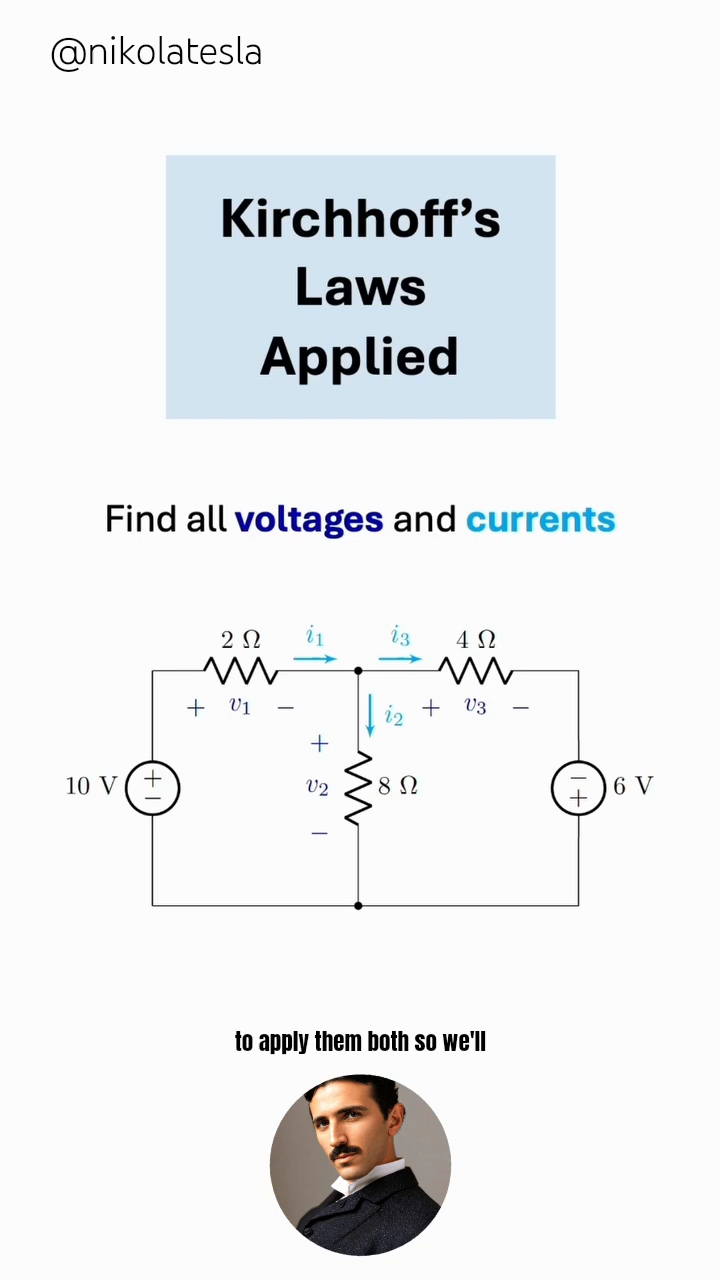 @nikolatesla
Kirchhoff’s
Laws
Applied
Find all voltages and currents
2 Ω i₁ i₃ 4 Ω
+ v₁ − i₂ + v₃ −
+
10 V + − v₂ 8 Ω − + 6 V
−
to apply them both so we'll